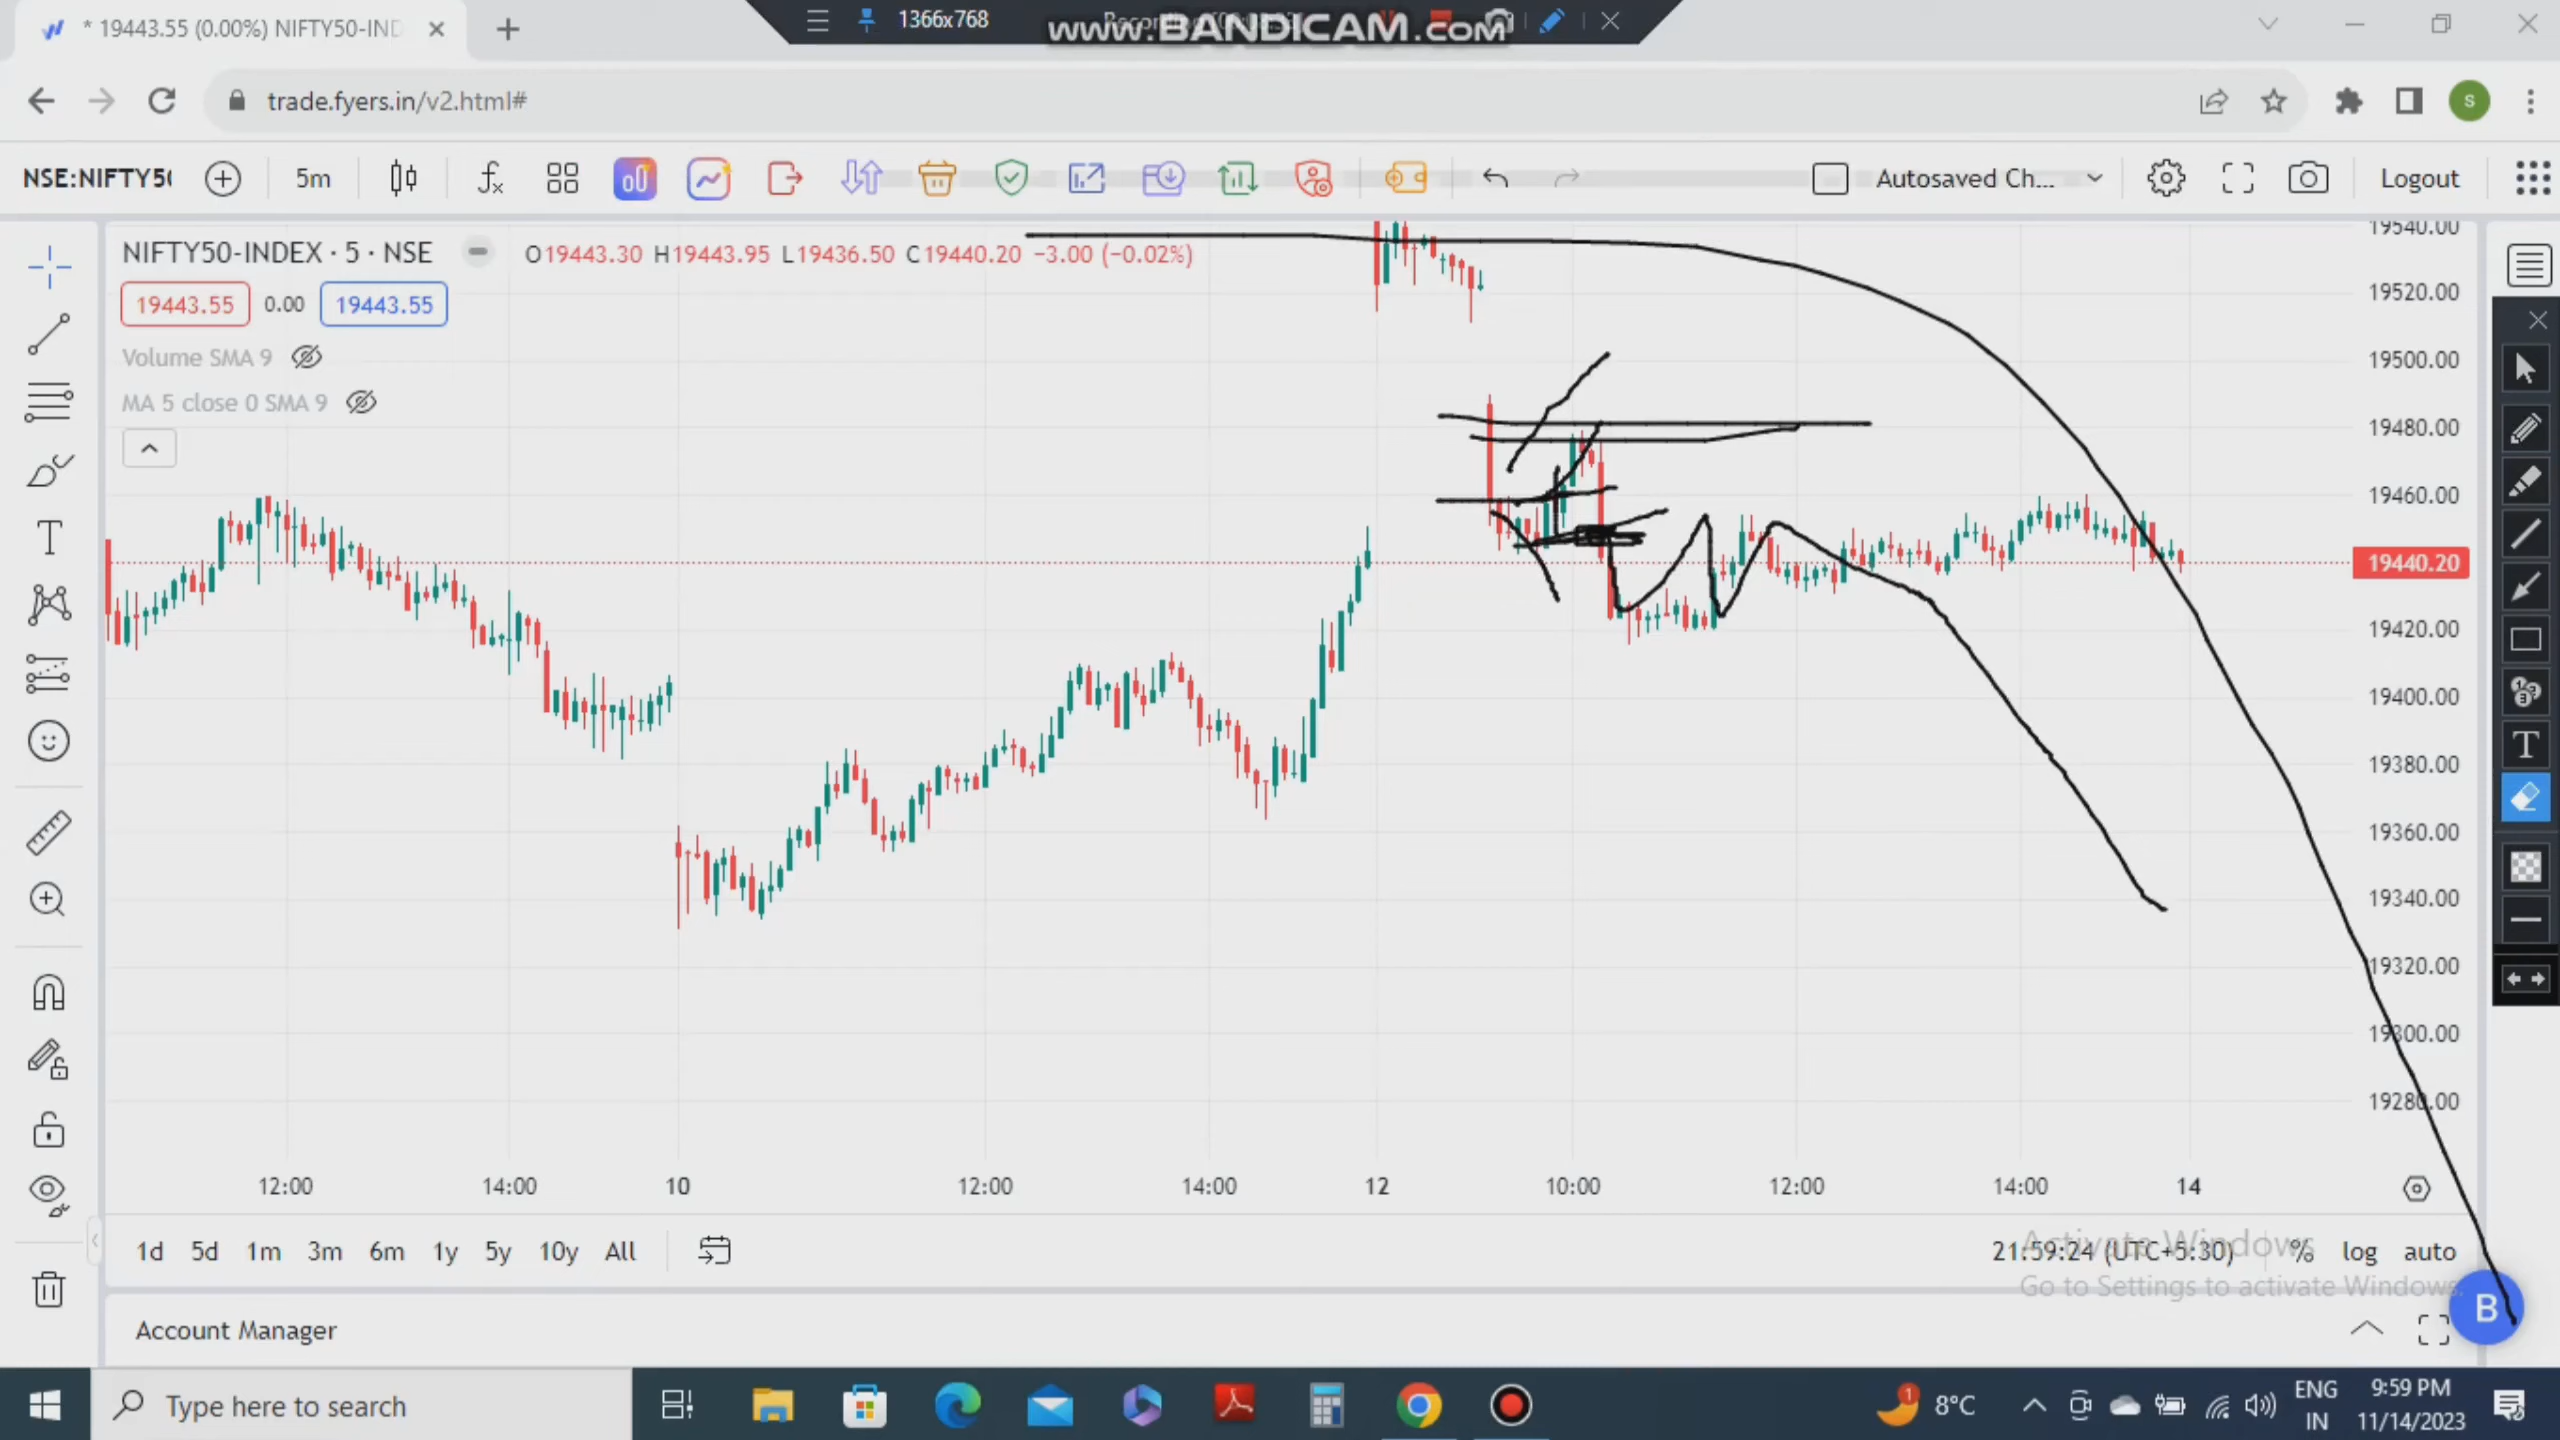 * 19443.55 (0.00%) NIFTY50-IND
1366x768
www.BANDICAM.com
trade.fyers.in/v2.html#
S
NSE:NIFTY50
5m
Autosaved Ch...
Logout
NIFTY50-INDEX · 5 · NSE
O19443.30 H19443.95 L19436.50 C19440.20 −3.00 (−0.02%)
19443.55 0.00 19443.55
Volume SMA 9
MA 5 close 0 SMA 9
19540.00
19520.00
19500.00
19480.00
19460.00
19440.20
19420.00
19400.00
19380.00
19360.00
19340.00
19320.00
19300.00
19280.00
12:00 14:00 10 12:00 14:00 12 10:00 12:00 14:00 14
1d 5d 1m 3m 6m 1y 5y 10y All
21:59:24 (UTC+5:30) % log auto
Activate Windows
Go to Settings to activate Windows.
Account Manager
B
Type here to search
1
8°C
ENG
IN
9:59 PM
11/14/2023